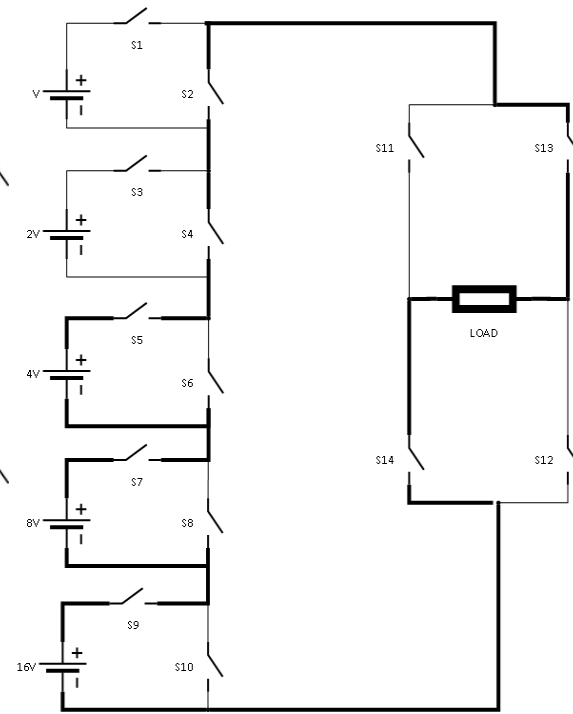 S1
+
V
S2
S3
S11
S13
+
2V
S4
S5
LOAD
+
4V
S6
S7
S14
S12
+
8V
S8
S9
+
16V
S10